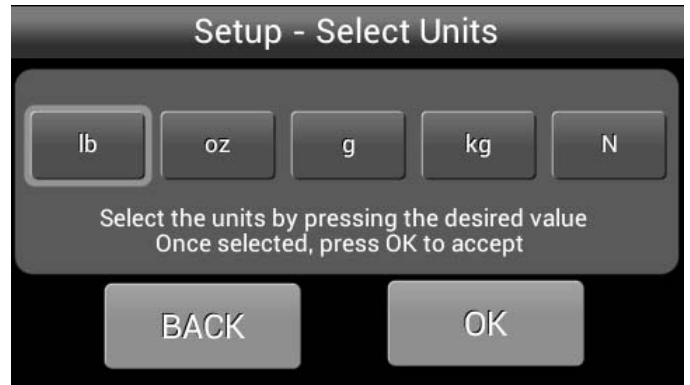 Setup - Select Units
lb oz g kg N
Select the units by pressing the desired value
Once selected, press OK to accept
BACK OK